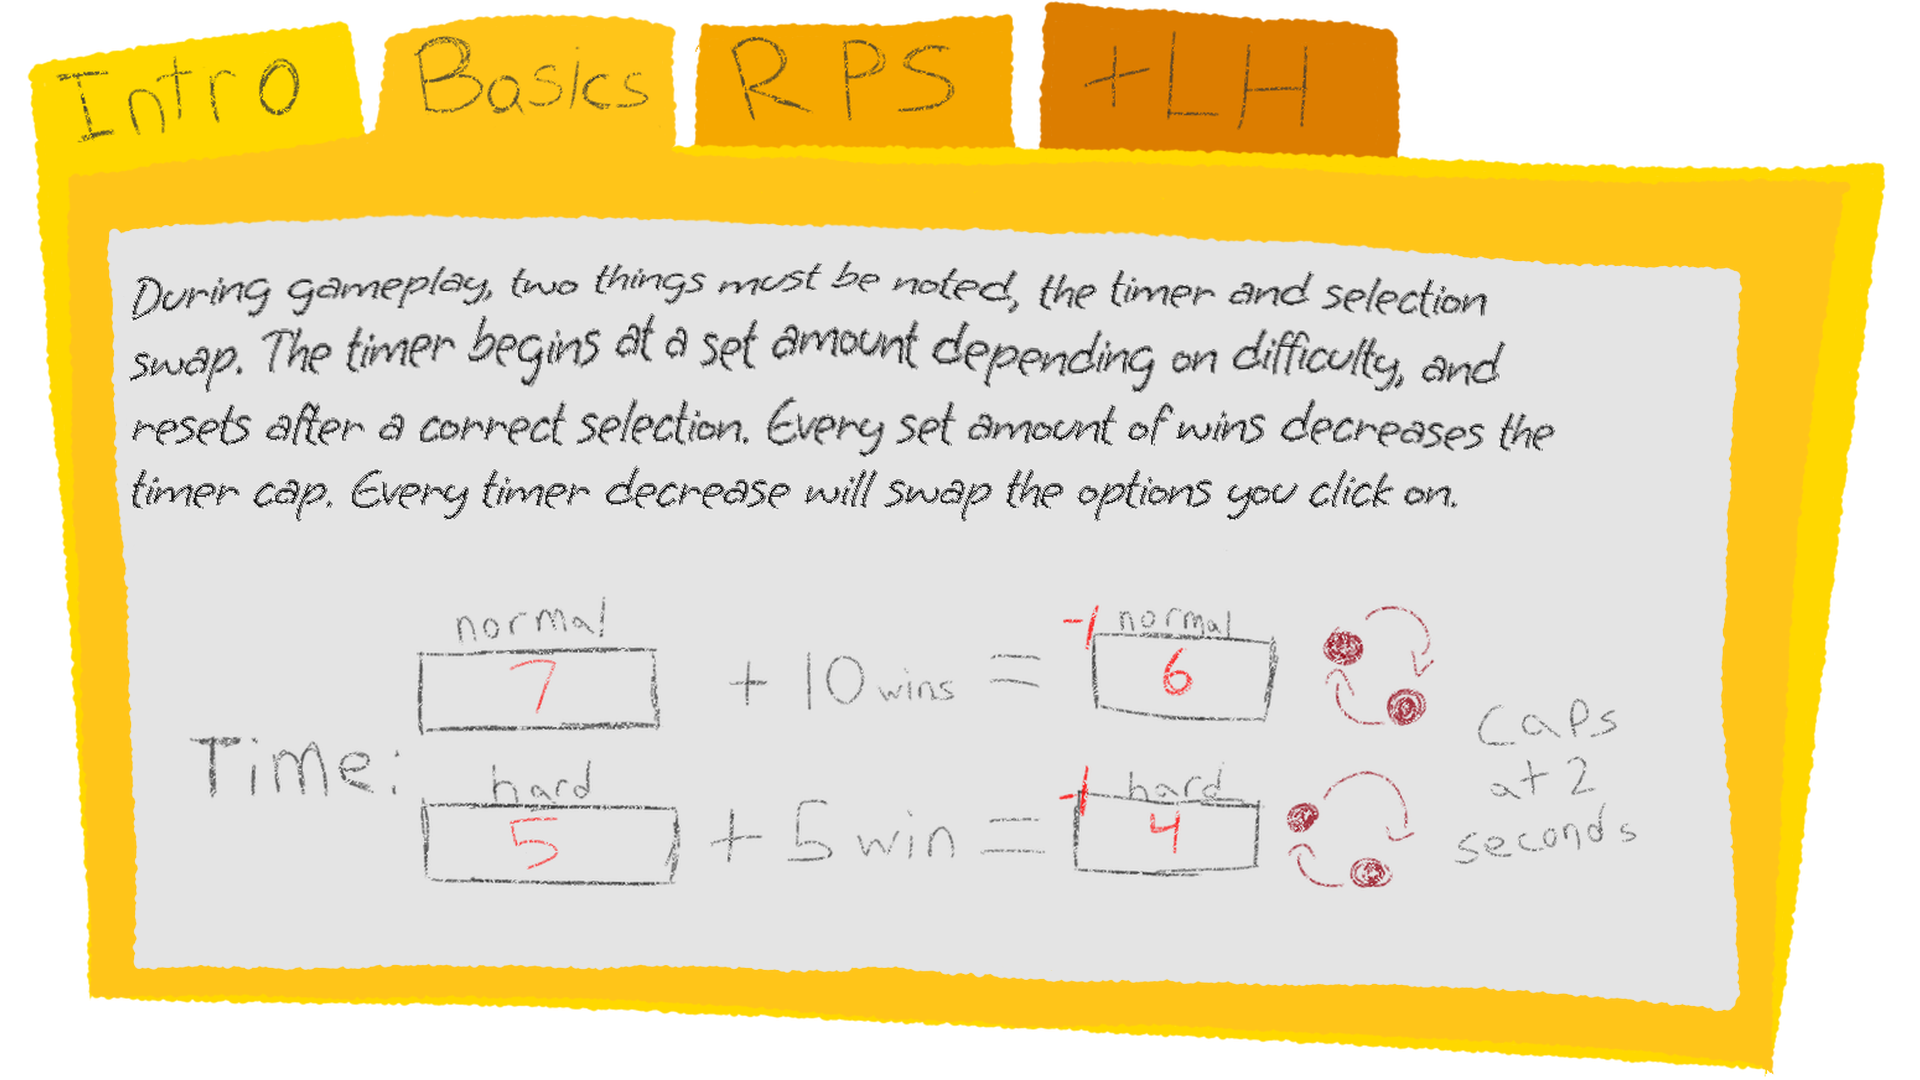 Intro Basics RPS +LH
During gameplay, two things must be noted, the timer and selection
swap. The timer begins at a set amount depending on difficulty, and
resets after a correct selection. Every set amount of wins decreases the
timer cap. Every timer decrease will swap the options you click on.
normal -1 normal
7 + 10 wins = 6
Time:
hard -1 hard
5 + 5 win = 4
caps
at 2
seconds